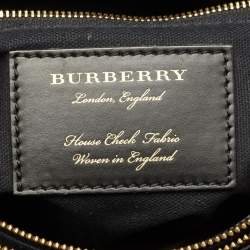 BURBERRY
London, England
House Check Fabric
Woven in England